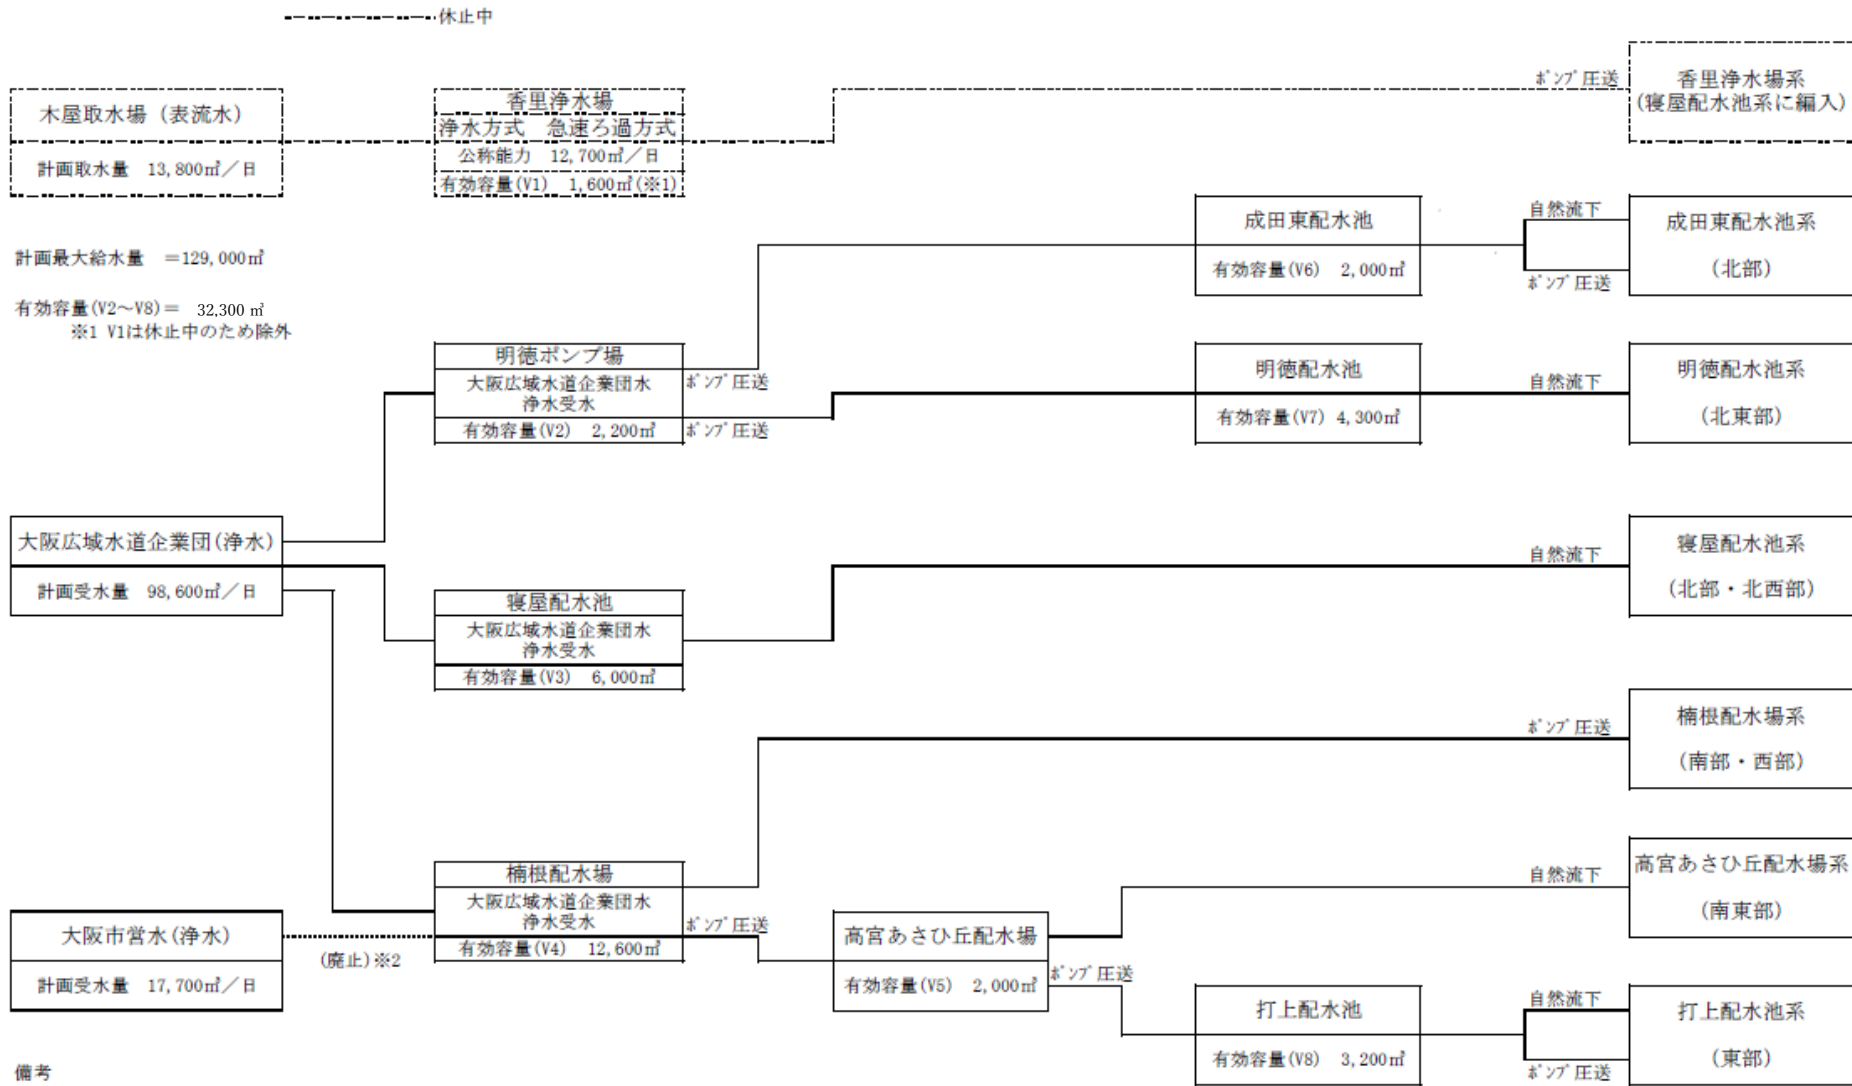 休止中
木屋取水場（表流水）
計画取水量　13,800㎥／日
香里浄水場
浄水方式　急速ろ過方式
公称能力　12,700㎥／日
有効容量(V1)　1,600㎥(※1)
ﾎﾟﾝﾌﾟ圧送
香里浄水場系
(寝屋配水池系に編入)
計画最大給水量　＝129,000㎥
有効容量(V2～V8)＝　32,300 ㎥
※1 V1は休止中のため除外
成田東配水池
有効容量(V6)　2,000㎥
自然流下
ﾎﾟﾝﾌﾟ圧送
成田東配水池系
（北部）
明徳ポンプ場
大阪広域水道企業団水
浄水受水
有効容量(V2)　2,200㎥
ﾎﾟﾝﾌﾟ圧送
ﾎﾟﾝﾌﾟ圧送
明徳配水池
有効容量(V7) 4,300㎥
自然流下
明徳配水池系
（北東部）
大阪広域水道企業団(浄水)
計画受水量　98,600㎥／日
寝屋配水池
大阪広域水道企業団水
浄水受水
有効容量(V3)　6,000㎥
自然流下
寝屋配水池系
（北部・北西部）
ﾎﾟﾝﾌﾟ圧送
楠根配水場系
（南部・西部）
楠根配水場
大阪広域水道企業団水
浄水受水
有効容量(V4)　12,600㎥
ﾎﾟﾝﾌﾟ圧送
大阪市営水(浄水)
計画受水量　17,700㎥／日
(廃止)※2
高宮あさひ丘配水場
有効容量(V5)　2,000㎥
ﾎﾟﾝﾌﾟ圧送
自然流下
高宮あさひ丘配水場系
（南東部）
打上配水池
有効容量(V8)　3,200㎥
自然流下
ﾎﾟﾝﾌﾟ圧送
打上配水池系
（東部）
備考